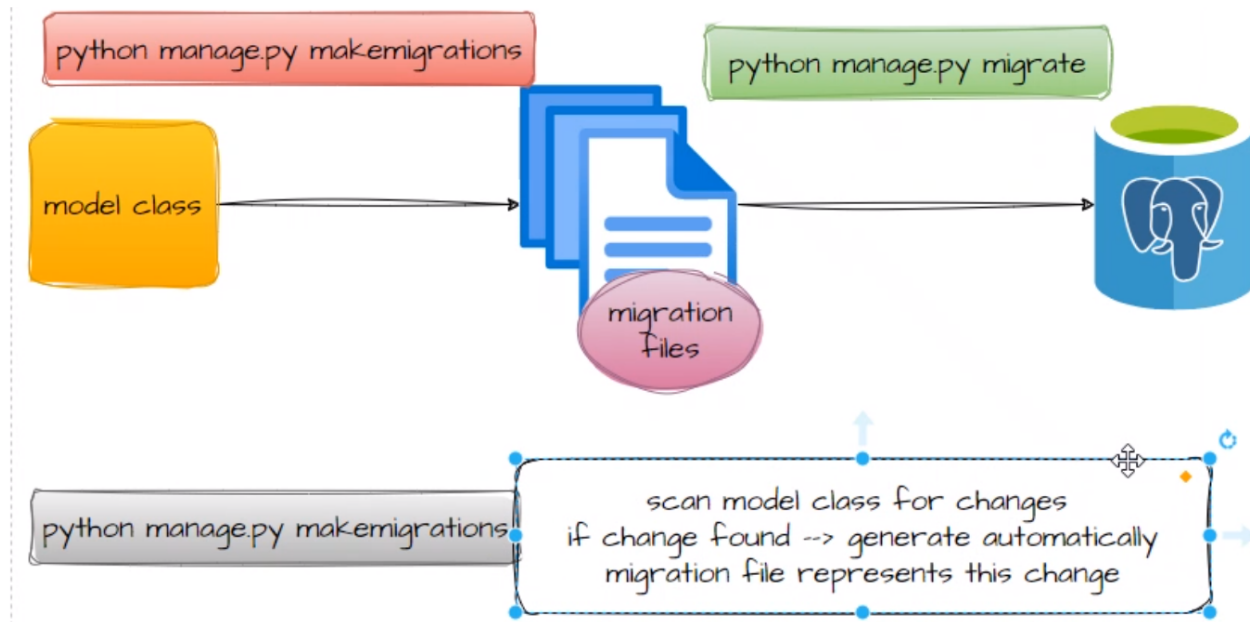 python manage.py makemigrations
python manage.py migrate
model class
migration
files
python manage.py makemigrations
scan model class for changes
if change found --> generate automatically
migration file represents this change